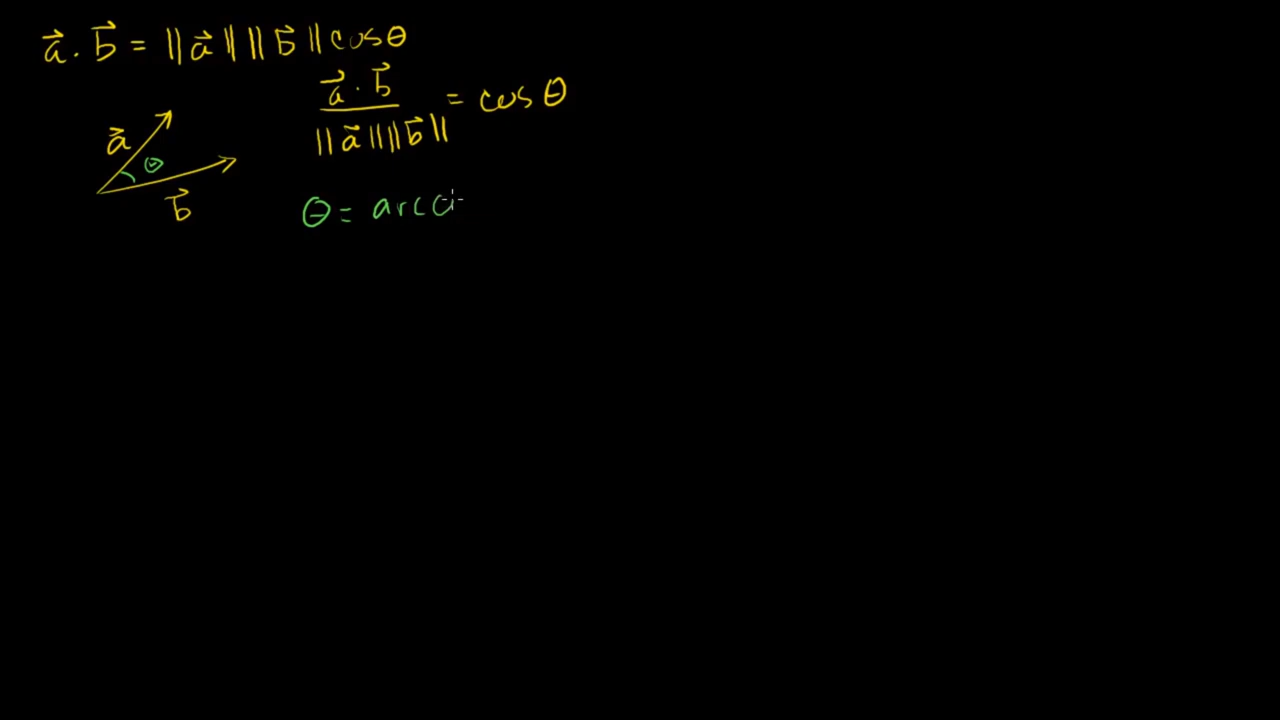 a⃗ · b⃗ = ‖a⃗‖ ‖b⃗‖ cos θ
a⃗ · b⃗ / ‖a⃗‖‖b⃗‖ = cos θ
a⃗
θ
b⃗
θ = arcc